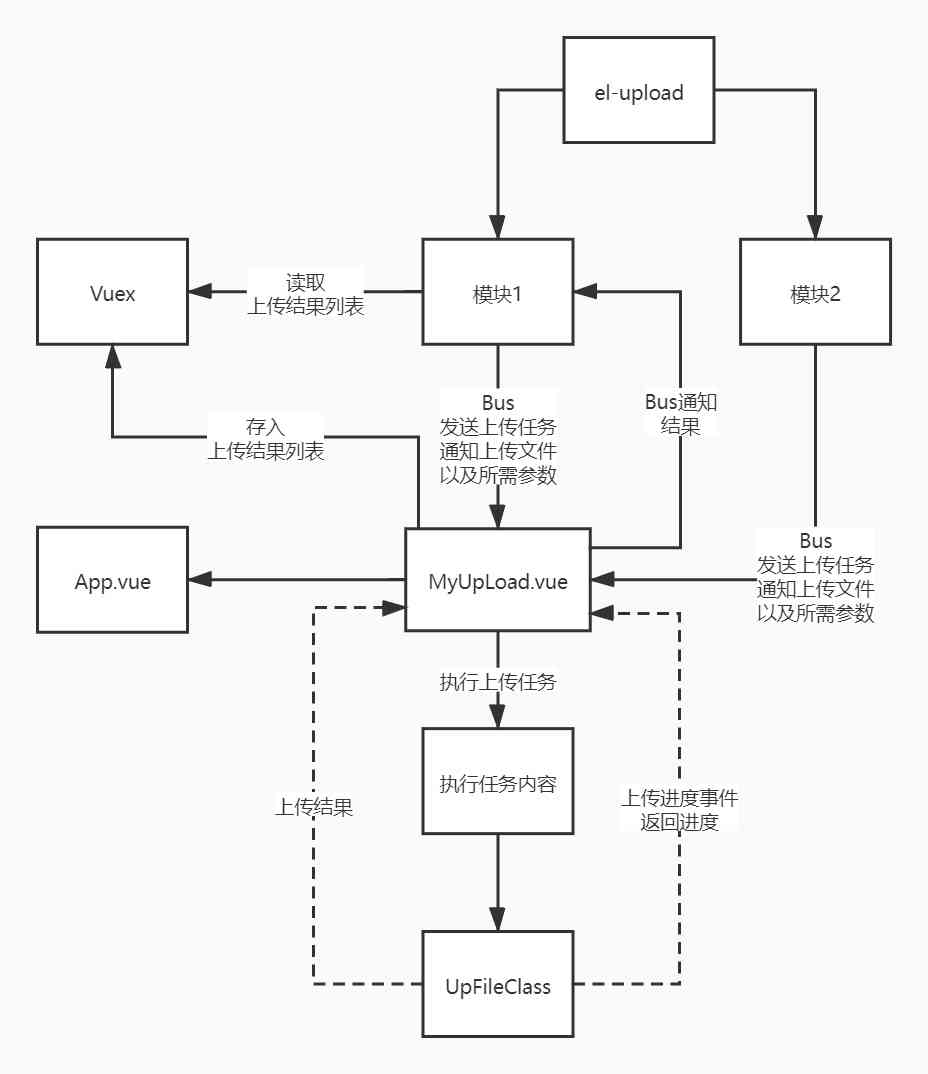 el-upload
Vuex
读取
上传结果列表
模块1
模块2
Bus
发送上传任务
通知上传文件
以及所需参数
Bus通知
结果
存入
上传结果列表
App.vue
MyUpLoad.vue
Bus
发送上传任务
通知上传文件
以及所需参数
执行上传任务
执行任务内容
上传结果
上传进度事件
返回进度
UpFileClass